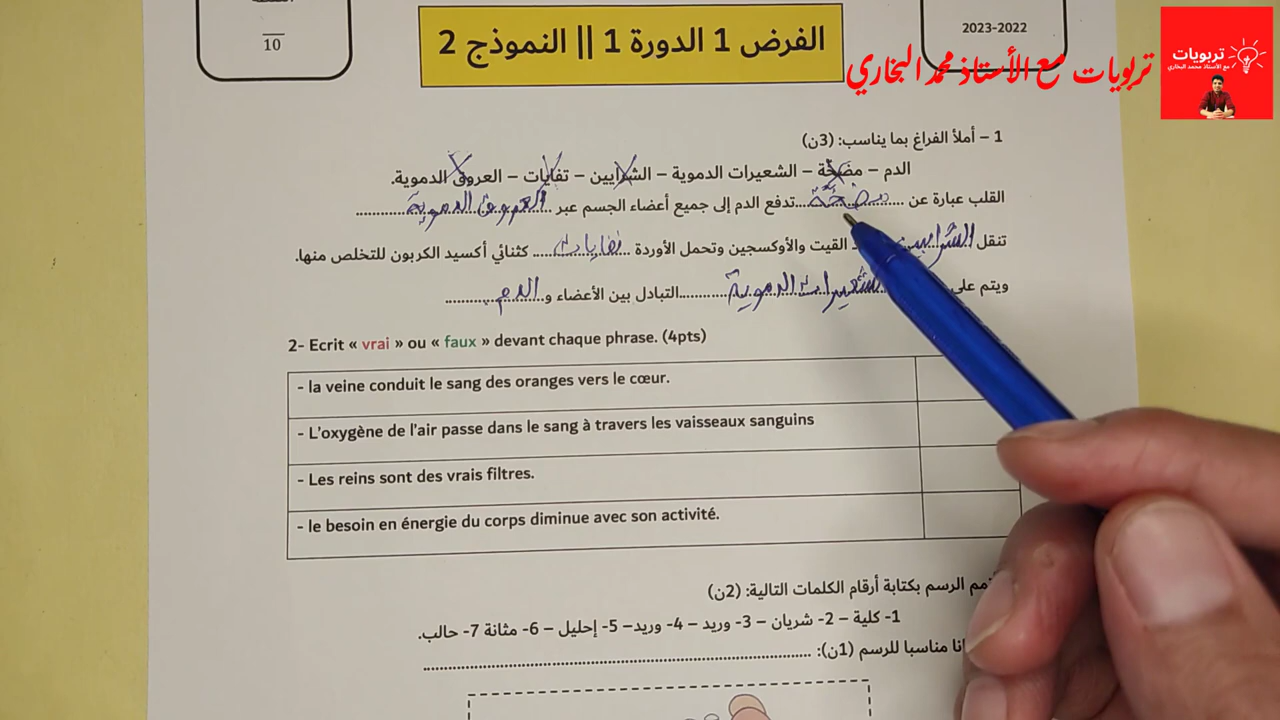 10
2023-2022
الفرض 1 الدورة 1 || النموذج 2
تربويات مع الأستاذ محمد البخاري
تربويات
مع الأستاذ محمد البخاري
1 – أملأ الفراغ بما يناسب: (3ن)
الدم – مضخة – الشعيرات الدموية – الشرايين – تفايات – العروق الدموية.
القلب عبارة عن مضخة تدفع الدم إلى جميع أعضاء الجسم عبر العروق الدموية
تنقل الشرايين القيت والأوكسجين وتحمل الأوردة نفايات كثنائي أكسيد الكربون للتخلص منها.
ويتم الشعيرات الدموية التبادل بين الأعضاء و الدم
2- Ecrit « vrai » ou « faux » devant chaque phrase. (4pts)
- la veine conduit le sang des oranges vers le cœur.
- L'oxygène de l'air passe dans le sang à travers les vaisseaux sanguins
- Les reins sont des vrais filtres.
- le besoin en énergie du corps diminue avec son activité.
الرسم بكتابة أرقام الكلمات التالية: (2ن)
1- كلية – 2- شريان – 3- وريد – 4- وريد– 5- إحليل – 6- مثانة 7- حالب.
مناسبا للرسم (1ن):